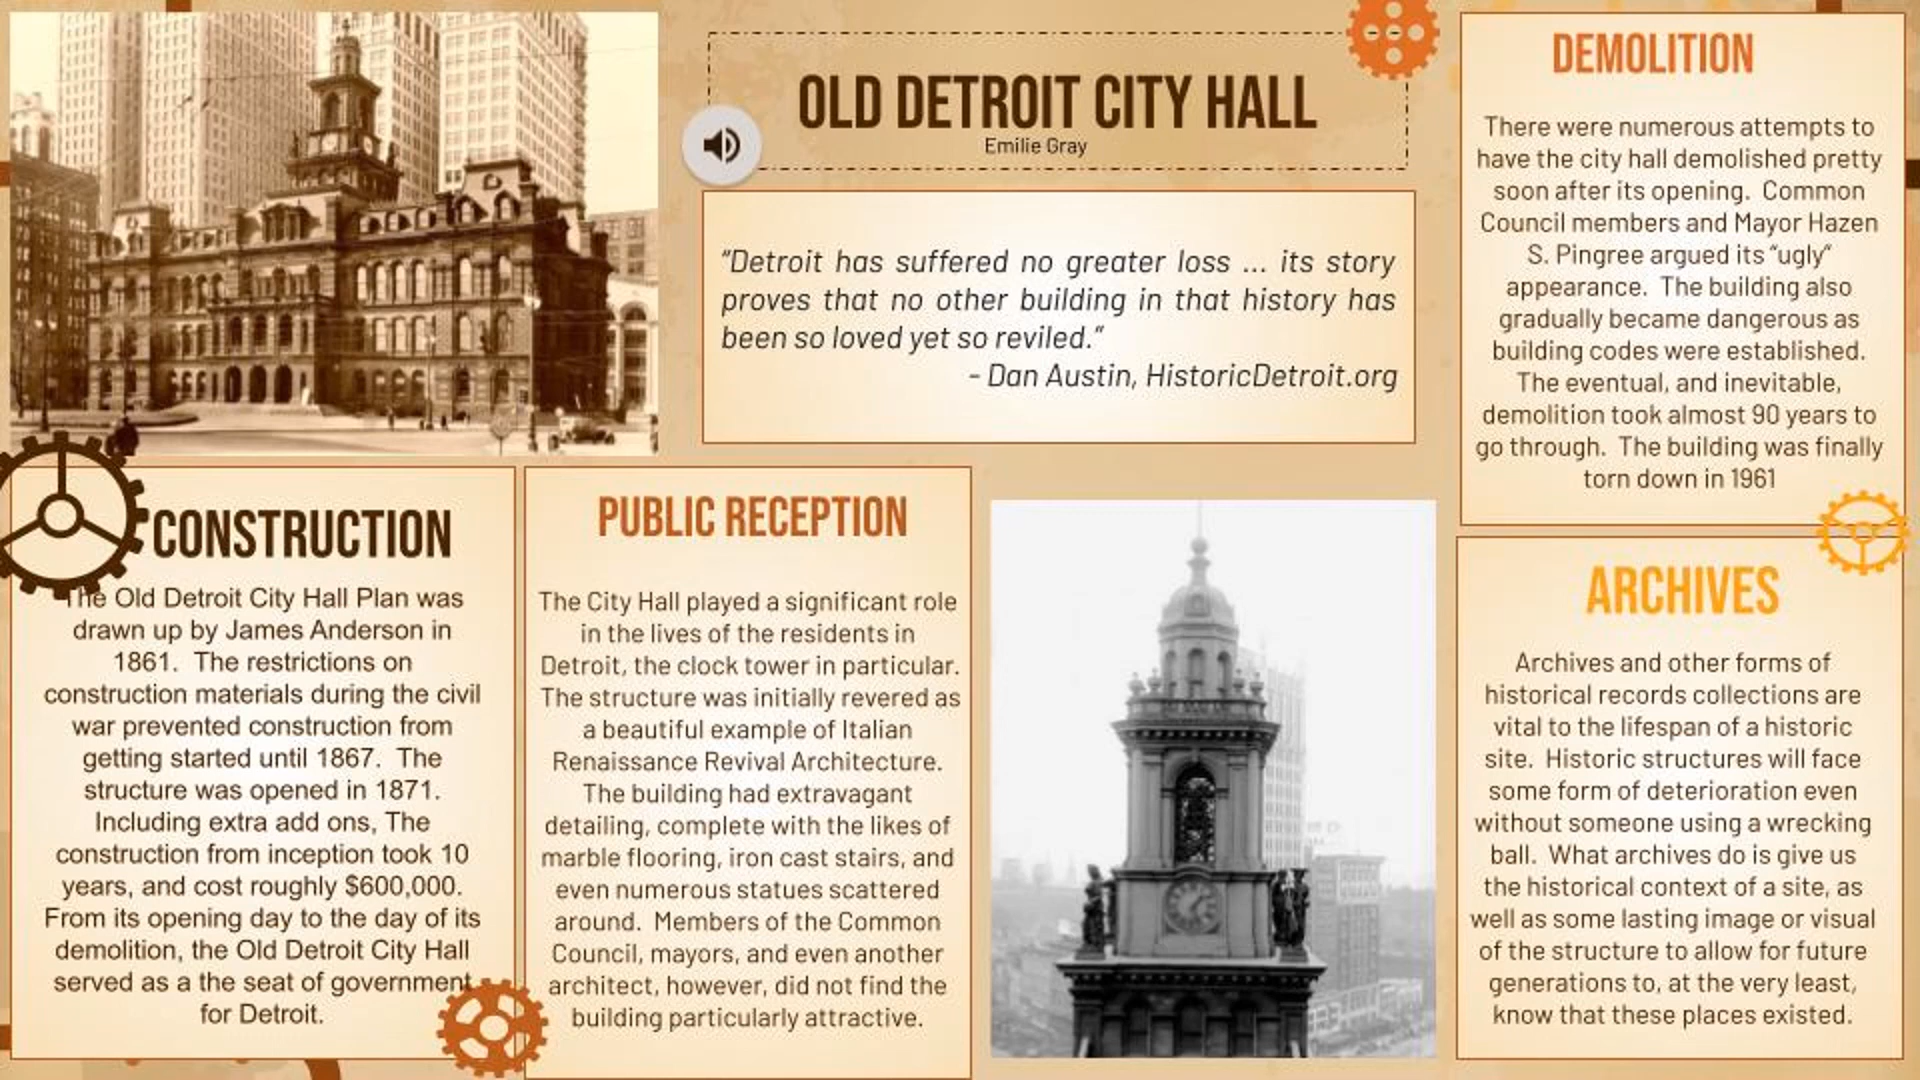 OLD DETROIT CITY HALL
Emilie Gray
"Detroit has suffered no greater loss ... its story
proves that no other building in that history has
been so loved yet so reviled."
- Dan Austin, HistoricDetroit.org
CONSTRUCTION
The Old Detroit City Hall Plan was
drawn up by James Anderson in
1861.  The restrictions on
construction materials during the civil
war prevented construction from
getting started until 1867.  The
structure was opened in 1871.
Including extra add ons, The
construction from inception took 10
years, and cost roughly $600,000.
From its opening day to the day of its
demolition, the Old Detroit City Hall
served as a the seat of government
for Detroit.
PUBLIC RECEPTION
The City Hall played a significant role
in the lives of the residents in
Detroit, the clock tower in particular.
The structure was initially revered as
a beautiful example of Italian
Renaissance Revival Architecture.
The building had extravagant
detailing, complete with the likes of
marble flooring, iron cast stairs, and
even numerous statues scattered
around.  Members of the Common
Council, mayors, and even another
architect, however, did not find the
building particularly attractive.
DEMOLITION
There were numerous attempts to
have the city hall demolished pretty
soon after its opening.  Common
Council members and Mayor Hazen
S. Pingree argued its "ugly"
appearance.  The building also
gradually became dangerous as
building codes were established.
The eventual, and inevitable,
demolition took almost 90 years to
go through.  The building was finally
torn down in 1961
ARCHIVES
Archives and other forms of
historical records collections are
vital to the lifespan of a historic
site.  Historic structures will face
some form of deterioration even
without someone using a wrecking
ball.  What archives do is give us
the historical context of a site, as
well as some lasting image or visual
of the structure to allow for future
generations to, at the very least,
know that these places existed.